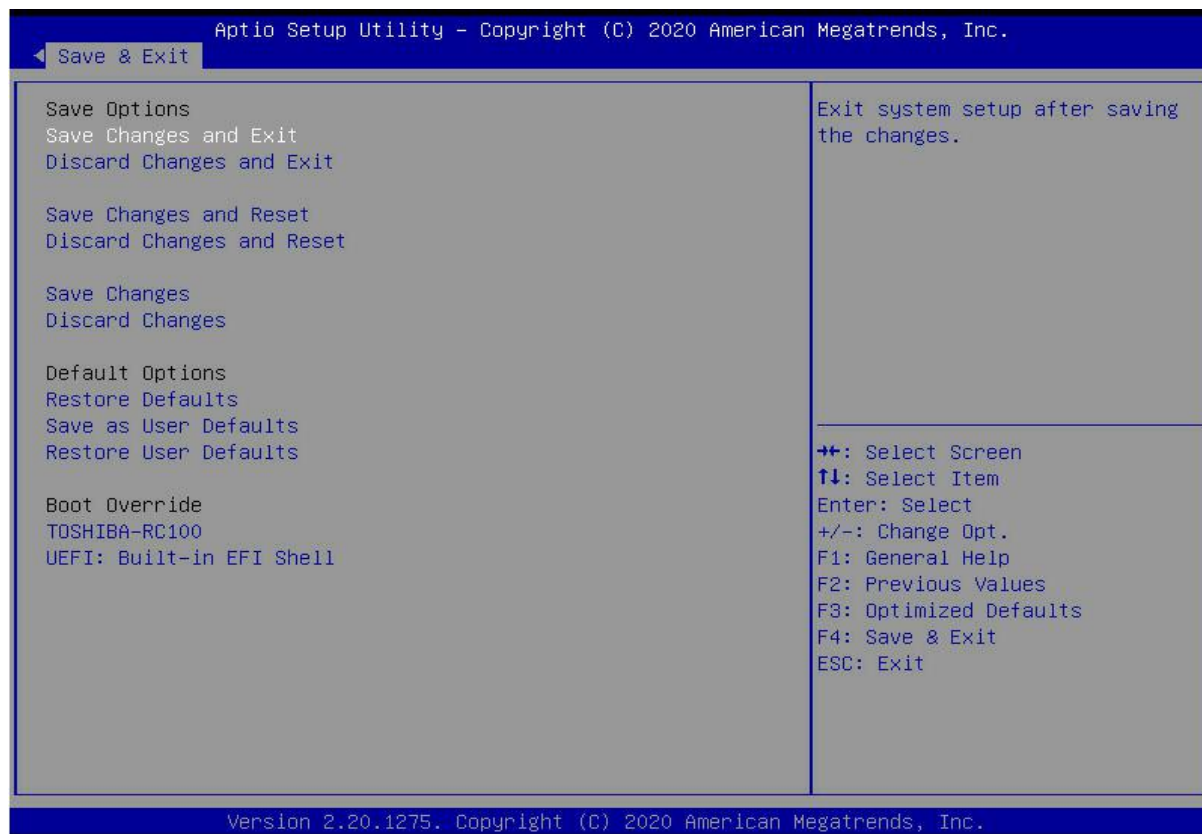 Aptio Setup Utility – Copyright (C) 2020 American Megatrends, Inc.
Save & Exit
Save Options
Save Changes and Exit
Discard Changes and Exit
Save Changes and Reset
Discard Changes and Reset
Save Changes
Discard Changes
Default Options
Restore Defaults
Save as User Defaults
Restore User Defaults
Boot Override
TOSHIBA-RC100
UEFI: Built-in EFI Shell
Exit system setup after saving
the changes.
→←: Select Screen
↑↓: Select Item
Enter: Select
+/-: Change Opt.
F1: General Help
F2: Previous Values
F3: Optimized Defaults
F4: Save & Exit
ESC: Exit
Version 2.20.1275. Copyright (C) 2020 American Megatrends, Inc.